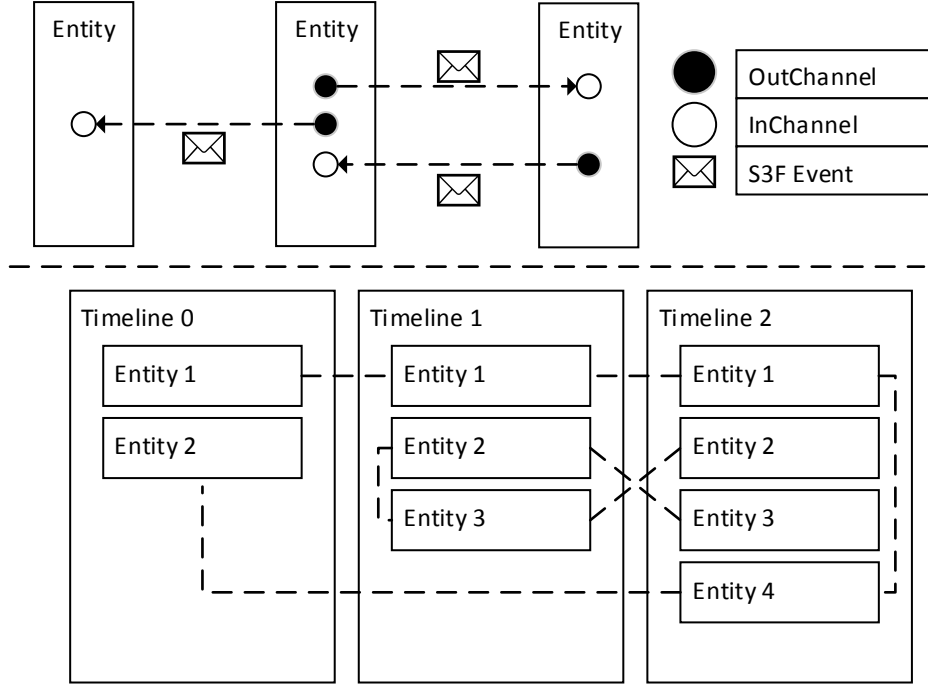 Entity
Entity
Entity
OutChannel
InChannel
S3F Event
Timeline 0
Timeline 1
Timeline 2
Entity 1
Entity 1
Entity 1
Entity 2
Entity 2
Entity 2
Entity 3
Entity 3
Entity 4